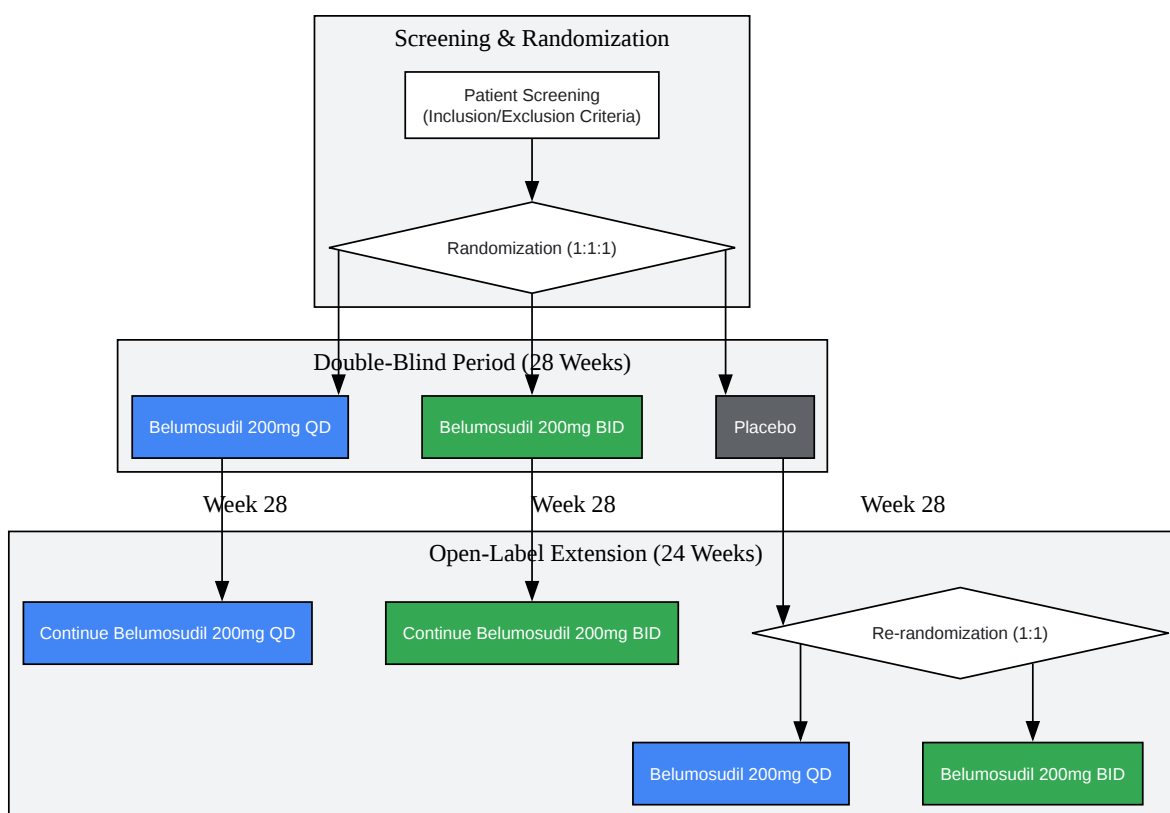 Screening & Randomization
Patient Screening
(Inclusion/Exclusion Criteria)
Randomization (1:1:1)
Double-Blind Period (28 Weeks)
Belumosudil 200mg QD
Belumosudil 200mg BID
Placebo
Week 28
Week 28
Week 28
Open-Label Extension (24 Weeks)
Continue Belumosudil 200mg QD
Continue Belumosudil 200mg BID
Re-randomization (1:1)
Belumosudil 200mg QD
Belumosudil 200mg BID